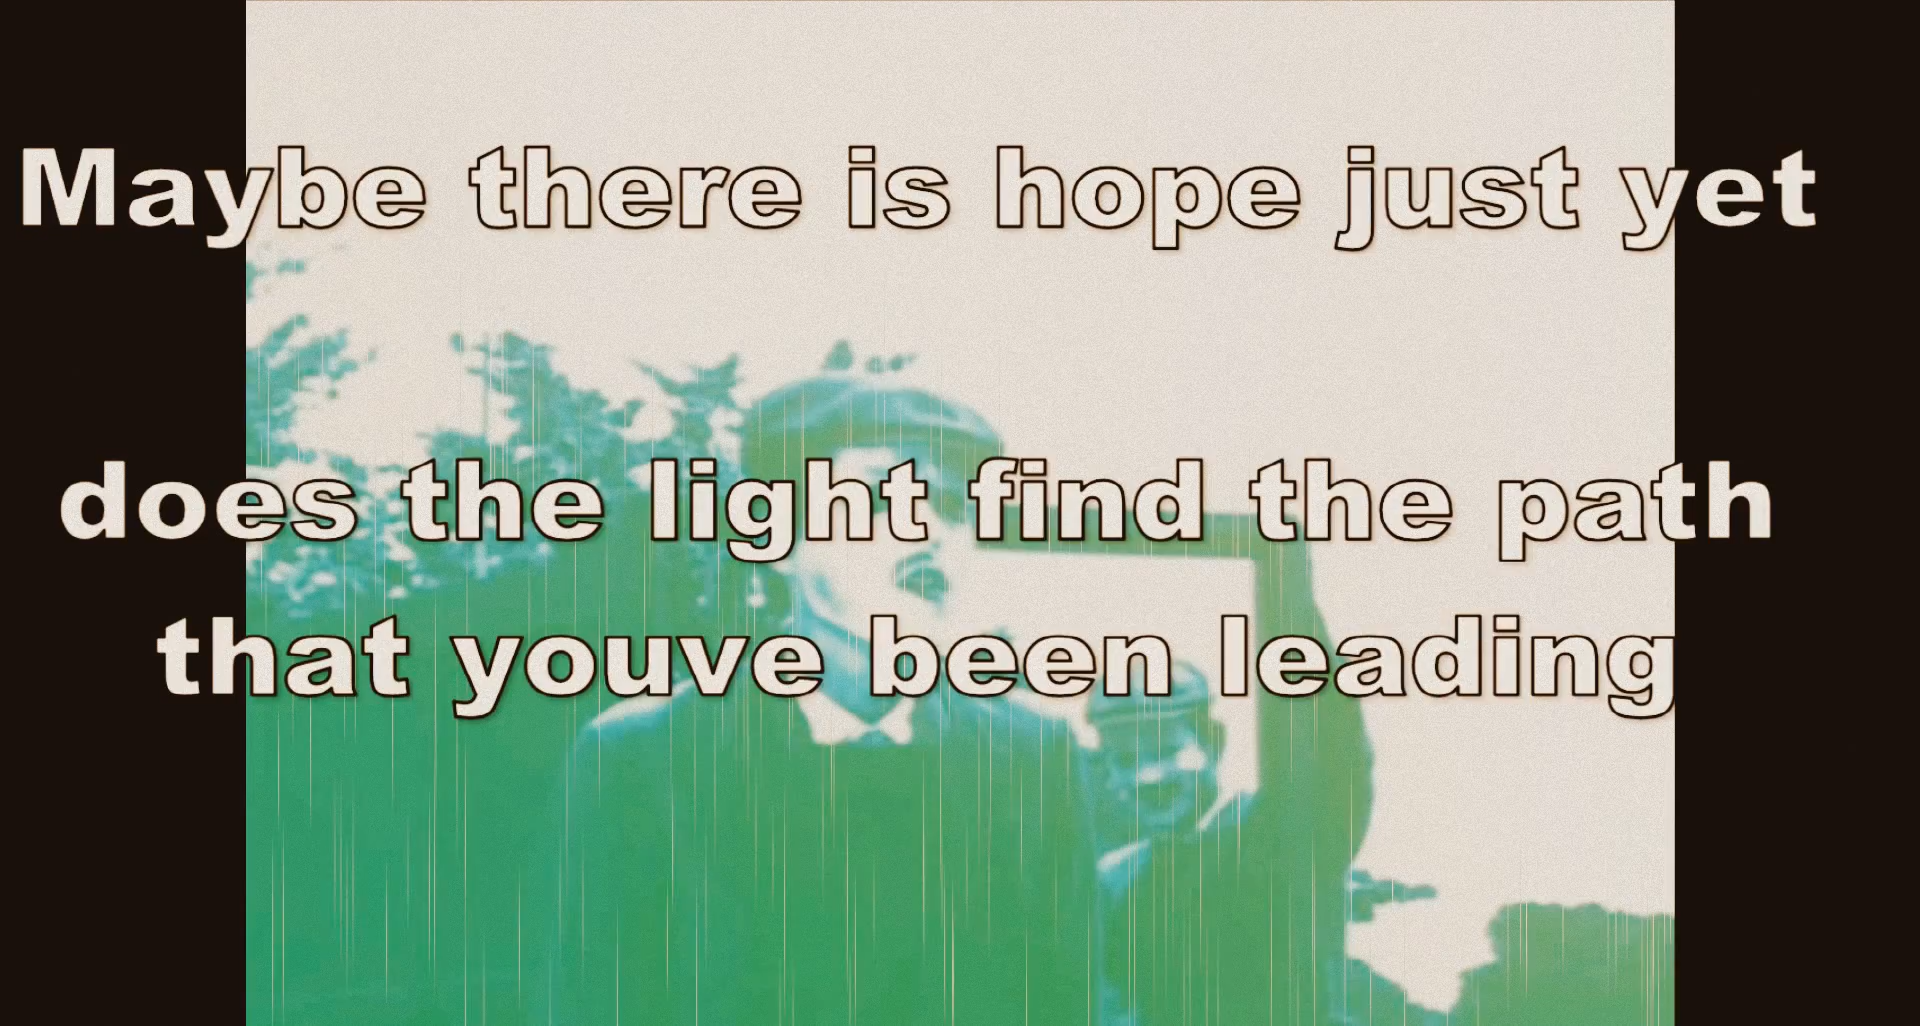 Maybe there is hope just yet
does the light find the path
that youve been leading